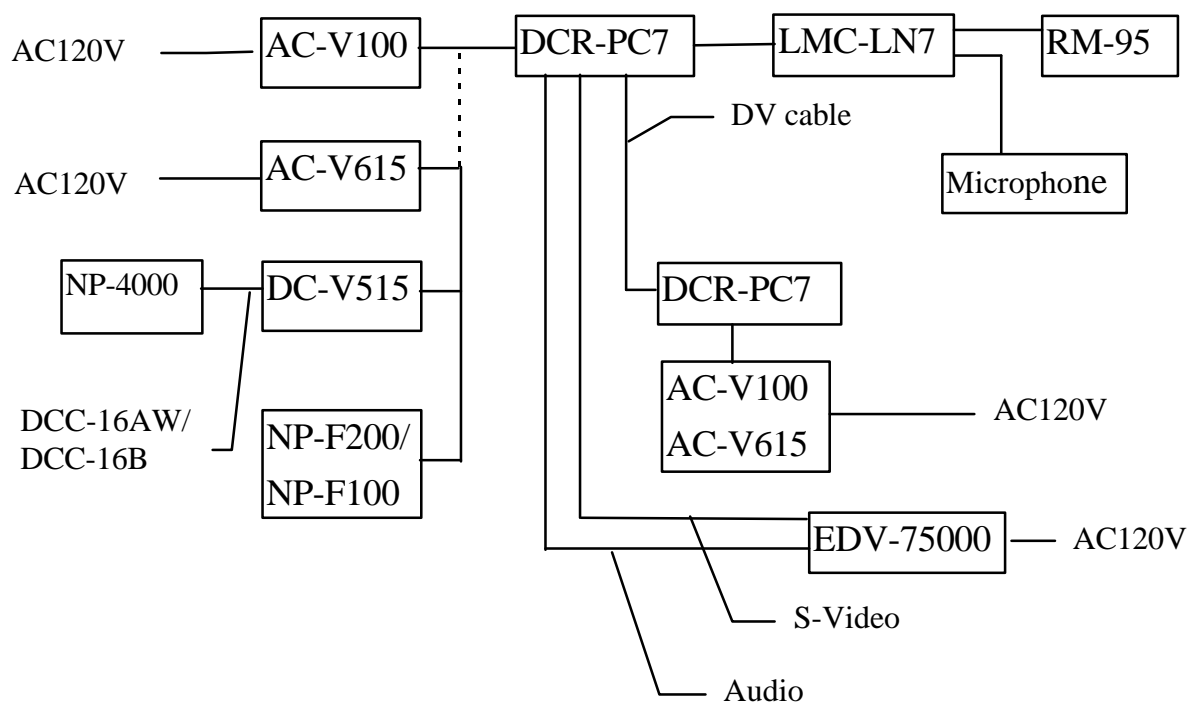 AC120V
AC-V100
DCR-PC7
LMC-LN7
RM-95
DV cable
AC120V
AC-V615
Microphone
NP-4000
DC-V515
DCR-PC7
DCC-16AW/
DCC-16B
NP-F200/
NP-F100
AC-V100
AC-V615
AC120V
EDV-75000
AC120V
S-Video
Audio